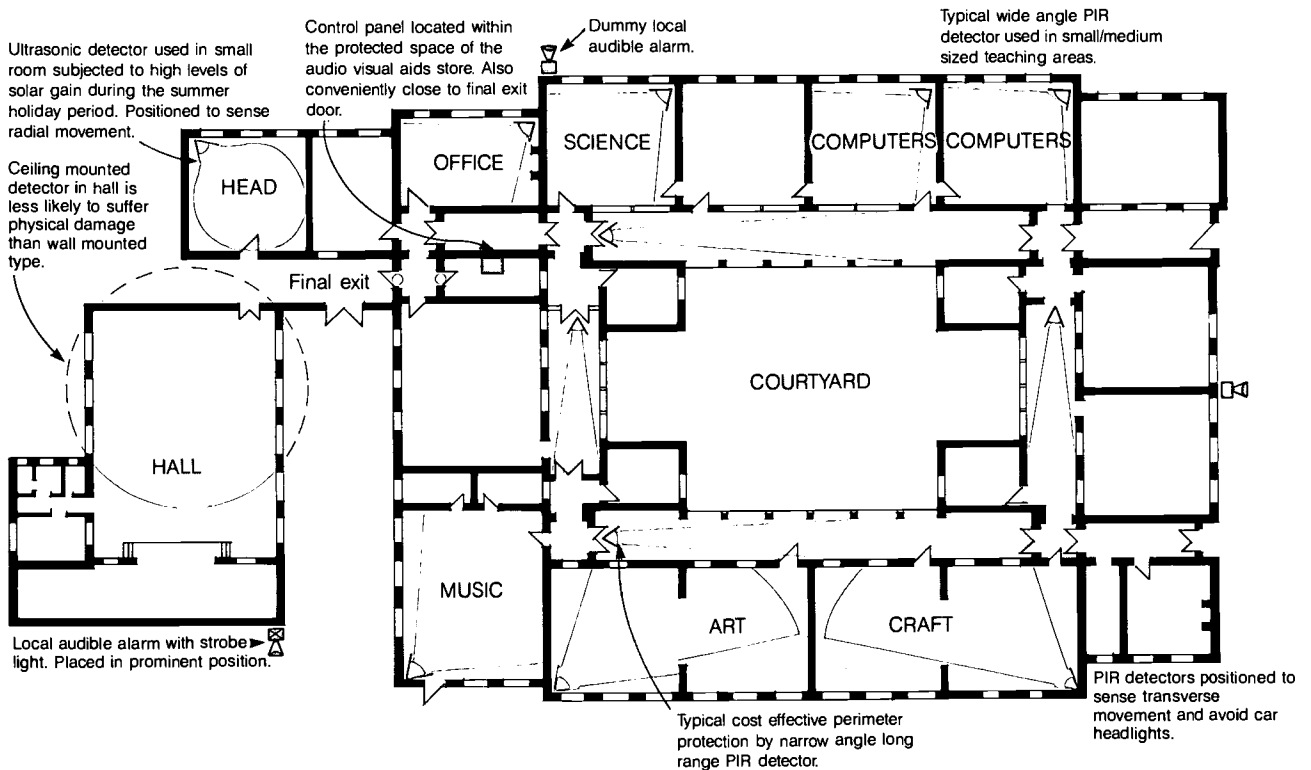 Ultrasonic detector used in small
room subjected to high levels of
solar gain during the summer
holiday period. Positioned to sense
radial movement.
Control panel located within
the protected space of the
audio visual aids store. Also
conveniently close to final exit
door.
Dummy local
audible alarm.
Typical wide angle PIR
detector used in small/medium
sized teaching areas.
Ceiling mounted
detector in hall is
less likely to suffer
physical damage
than wall mounted
type.
HEAD
OFFICE
SCIENCE
COMPUTERS
COMPUTERS
Final exit
COURTYARD
HALL
MUSIC
ART
CRAFT
Local audible alarm with strobe
light. Placed in prominent position.
Typical cost effective perimeter
protection by narrow angle long
range PIR detector.
PIR detectors positioned to
sense transverse
movement and avoid car
headlights.